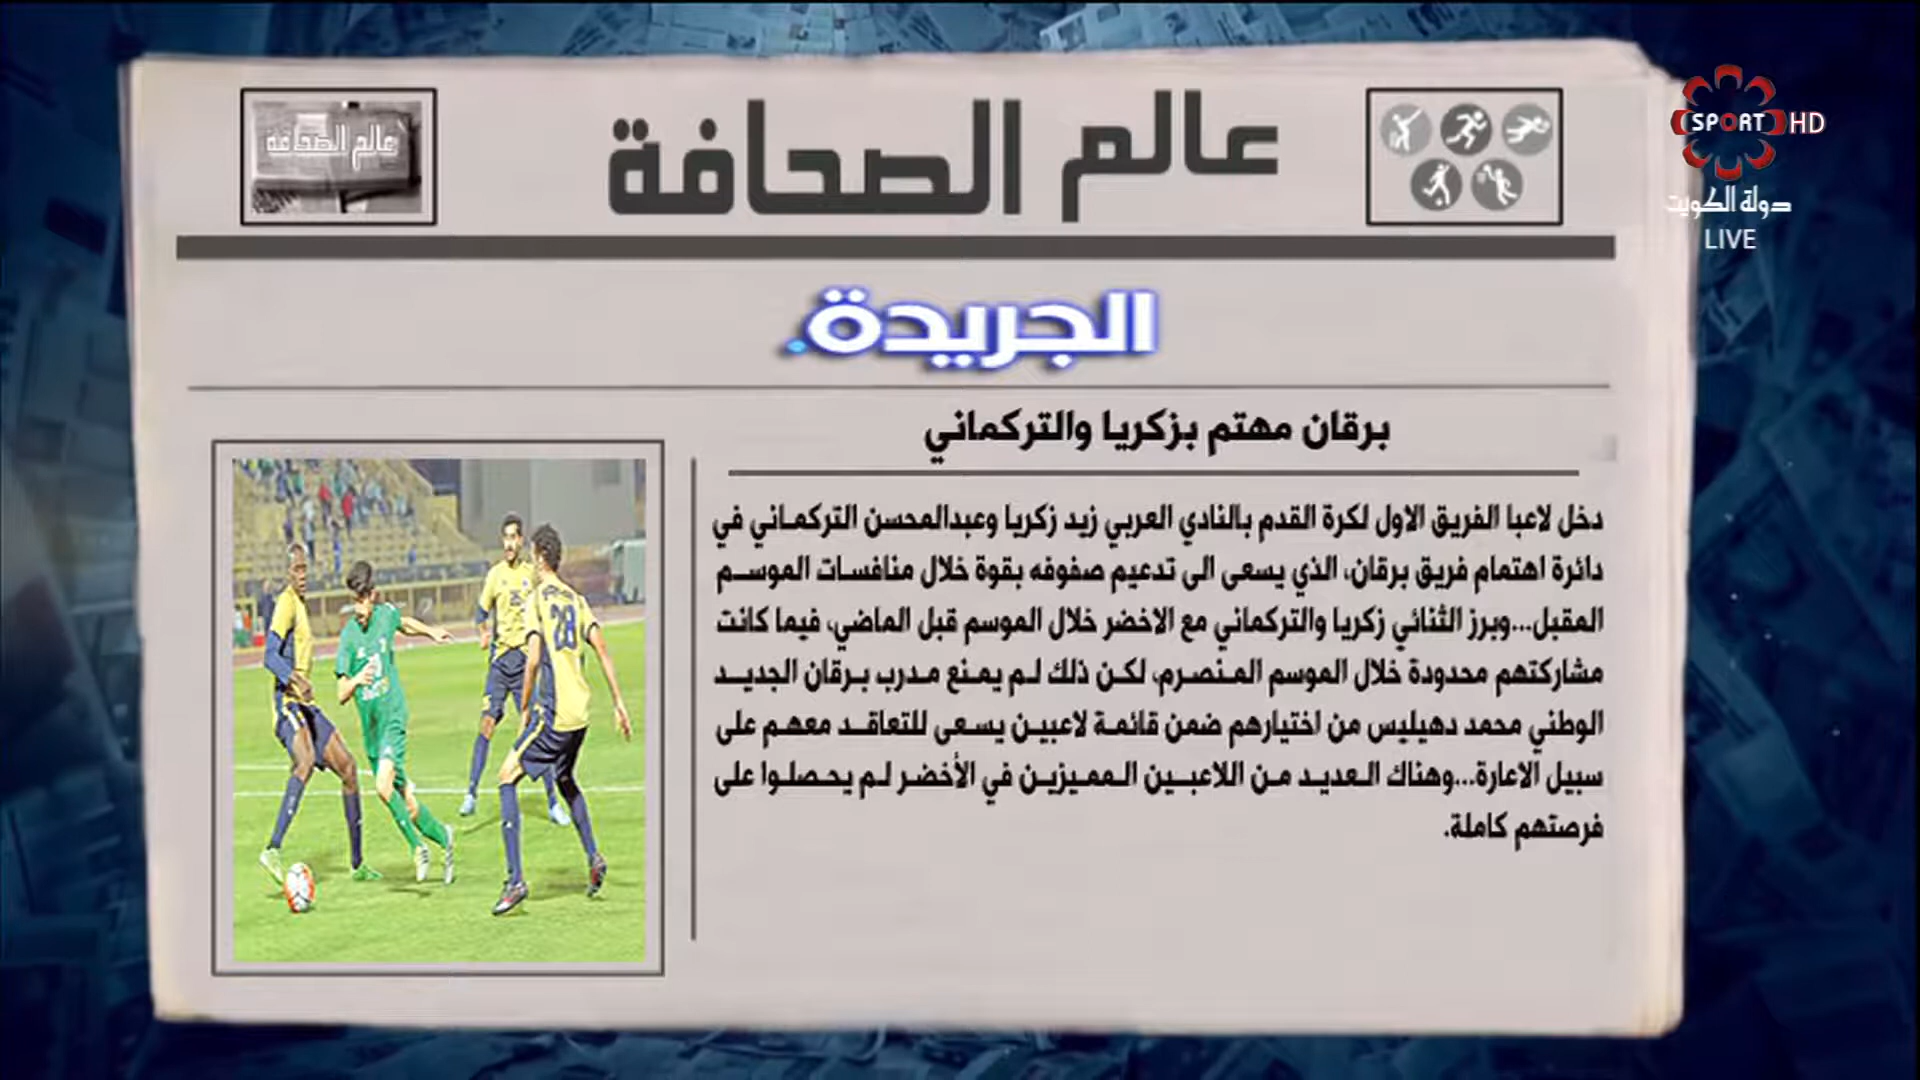 عالم الصحافة
عالم الصحافة
SPORT HD
دولة الكويت
LIVE
الجريدة.
برقان مهتم بزكريا والتركماني
دخل لاعبا الفريق الاول لكرة القدم بالنادي العربي زيد زكريا وعبدالمحسن التركماني في
دائرة اهتمام فريق برقان، الذي يسعى الى تدعيم صفوفه بقوة خلال منافسات الموسم
المقبل...وبرز الثنائي زكريا والتركماني مع الاخضر خلال الموسم قبل الماضي، فيما كانت
مشاركتهم محدودة خلال الموسم المنصرم، لكن ذلك لم يمنع مدرب برقان الجديد
الوطني محمد دهيليس من اختيارهم ضمن قائمة لاعبين يسعى للتعاقد معهم على
سبيل الاعارة...وهناك العديد من اللاعبين المميزين في الأخضر لم يحصلوا على
فرصتهم كاملة.
28